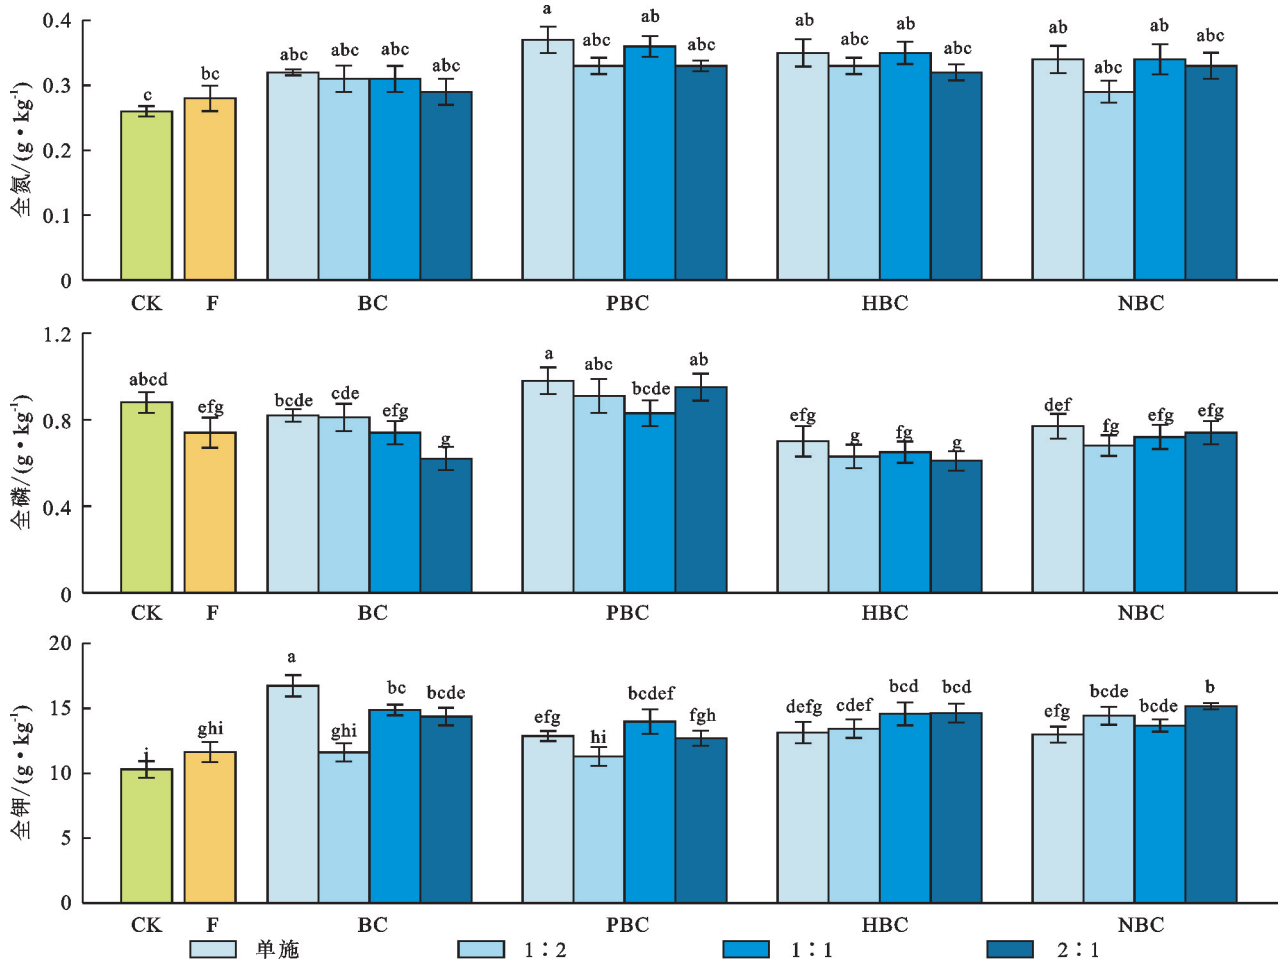 全氮/(g·kg⁻¹)
0.4
0.3
0.2
0.1
0
c
bc
abc
abc
abc
abc
a
abc
ab
abc
ab
abc
ab
abc
ab
abc
ab
abc
CK F BC PBC HBC NBC
全磷/(g·kg⁻¹)
1.2
0.8
0.4
0
abcd
efg
bcde
cde
efg
g
a
abc
bcde
ab
efg
g
fg
g
def
fg
efg
efg
CK F BC PBC HBC NBC
全钾/(g·kg⁻¹)
20
15
10
5
0
i
ghi
a
ghi
bc
bcde
efg
hi
bcdef
fgh
defg
cdef
bcd
bcd
efg
bcde
bcde
b
CK F BC PBC HBC NBC
单施 1∶2 1∶1 2∶1